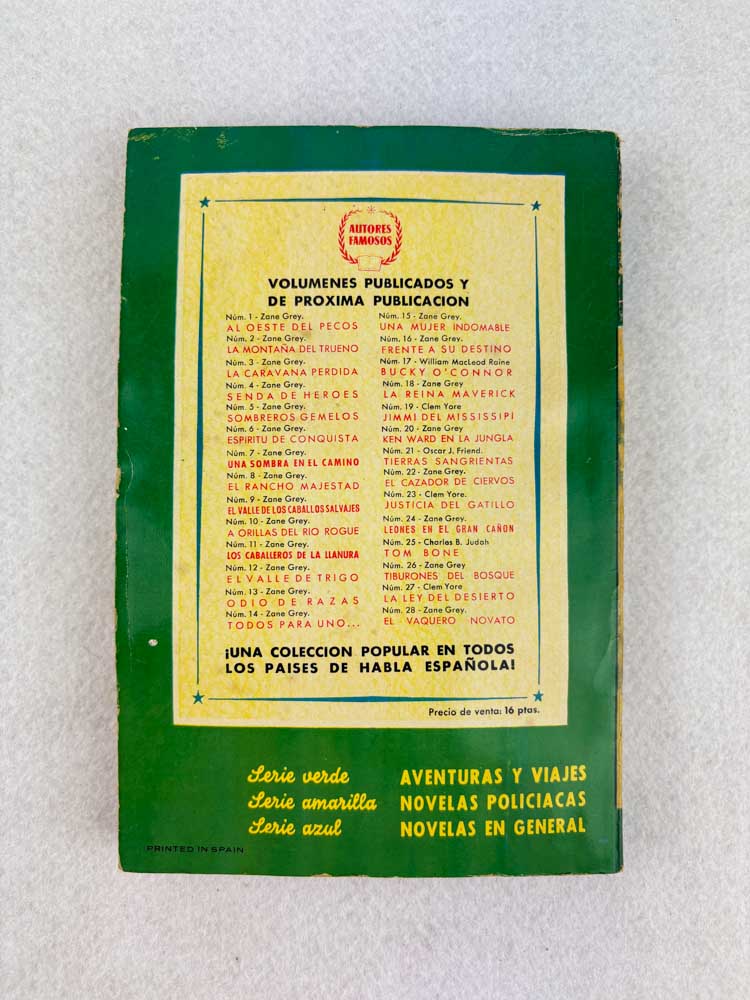 AUTORES
FAMOSOS
VOLUMENES PUBLICADOS Y
DE PROXIMA PUBLICACION
Núm. 1 - Zane Grey.
AL OESTE DEL PECOS
Núm. 2 - Zane Grey.
LA MONTAÑA DEL TRUENO
Núm. 3 - Zane Grey.
LA CARAVANA PERDIDA
Núm. 4 - Zane Grey.
SENDA DE HEROES
Núm. 5 - Zane Grey.
SOMBREROS GEMELOS
Núm. 6 - Zane Grey.
ESPIRITU DE CONQUISTA
Núm. 7 - Zane Grey.
UNA SOMBRA EN EL CAMINO
Núm. 8 - Zane Grey.
EL RANCHO MAJESTAD
Núm. 9 - Zane Grey.
EL VALLE DE LOS CABALLOS SALVAJES
Núm. 10 - Zane Grey.
A ORILLAS DEL RIO ROGUE
Núm. 11 - Zane Grey.
LOS CABALLEROS DE LA LLANURA
Núm. 12 - Zane Grey.
EL VALLE DE TRIGO
Núm. 13 - Zane Grey.
ODIO DE RAZAS
Núm. 14 - Zane Grey.
TODOS PARA UNO...
Núm. 15 - Zane Grey.
UNA MUJER INDOMABLE
Núm. 16 - Zane Grey.
FRENTE A SU DESTINO
Núm. 17 - William MacLeod Raine
BUCKY O'CONNOR
Núm. 18 - Zane Grey
LA REINA MAVERICK
Núm. 19 - Clem Yore
JIMMI DEL MISSISSIPI
Núm. 20 - Zane Grey
KEN WARD EN LA JUNGLA
Núm. 21 - Oscar J. Friend.
TIERRAS SANGRIENTAS
Núm. 22 - Zane Grey.
EL CAZADOR DE CIERVOS
Núm. 23 - Clem Yore.
JUSTICIA DEL GATILLO
Núm. 24 - Zane Grey.
LEONES EN EL GRAN CAÑON
Núm. 25 - Charles B. Judah
TOM BONE
Núm. 26 - Zane Grey
TIBURONES DEL BOSQUE
Núm. 27 - Clem Yore
LA LEY DEL DESIERTO
Núm. 28 - Zane Grey.
EL VAQUERO NOVATO
¡UNA COLECCION POPULAR EN TODOS
LOS PAISES DE HABLA ESPAÑOLA!
Precio de venta: 16 ptas.
Serie verde AVENTURAS Y VIAJES
Serie amarilla NOVELAS POLICIACAS
Serie azul NOVELAS EN GENERAL
PRINTED IN SPAIN